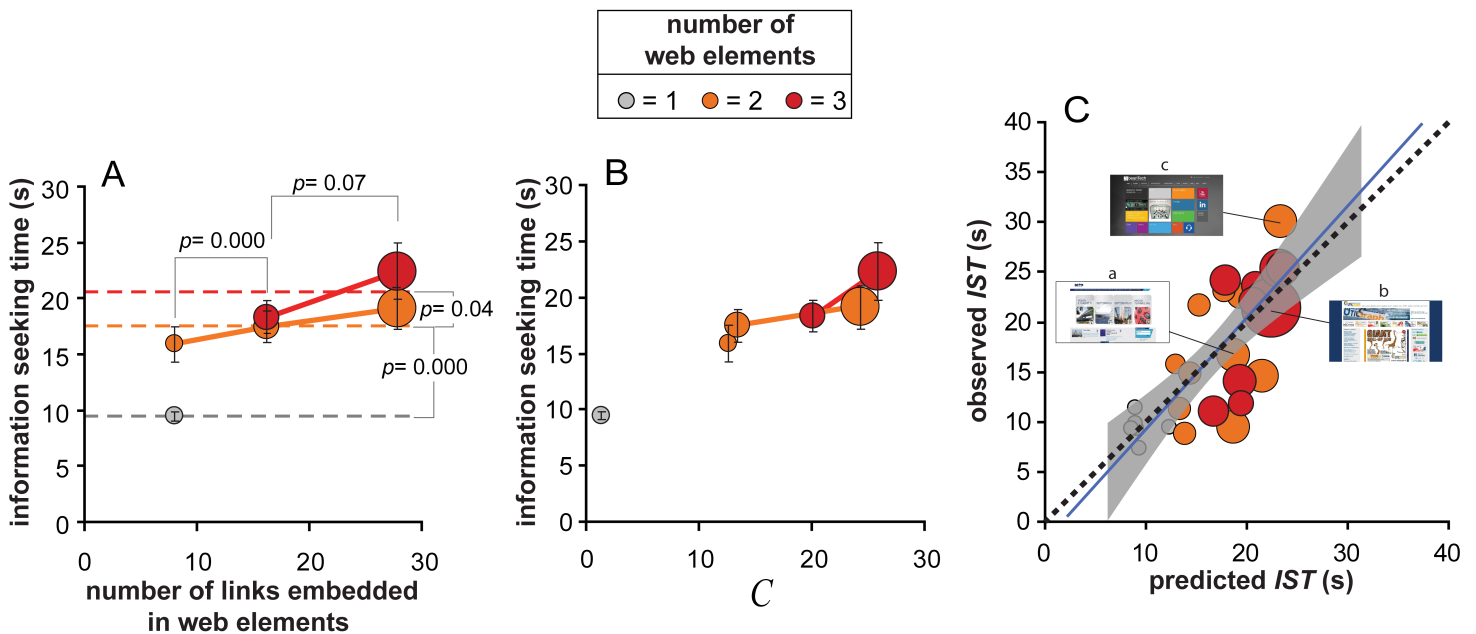 number of
web elements
= 1 = 2 = 3
A
information seeking time (s)
30
25
20
15
10
5
0
0 10 20 30
number of links embedded
in web elements
p= 0.000
p= 0.07
p= 0.04
p= 0.000
B
information seeking time (s)
30
25
20
15
10
5
0
0 10 20 30
C
C
observed IST (s)
40
35
30
25
20
15
10
5
0
0 10 20 30 40
predicted IST (s)
c
a
b
GIANT